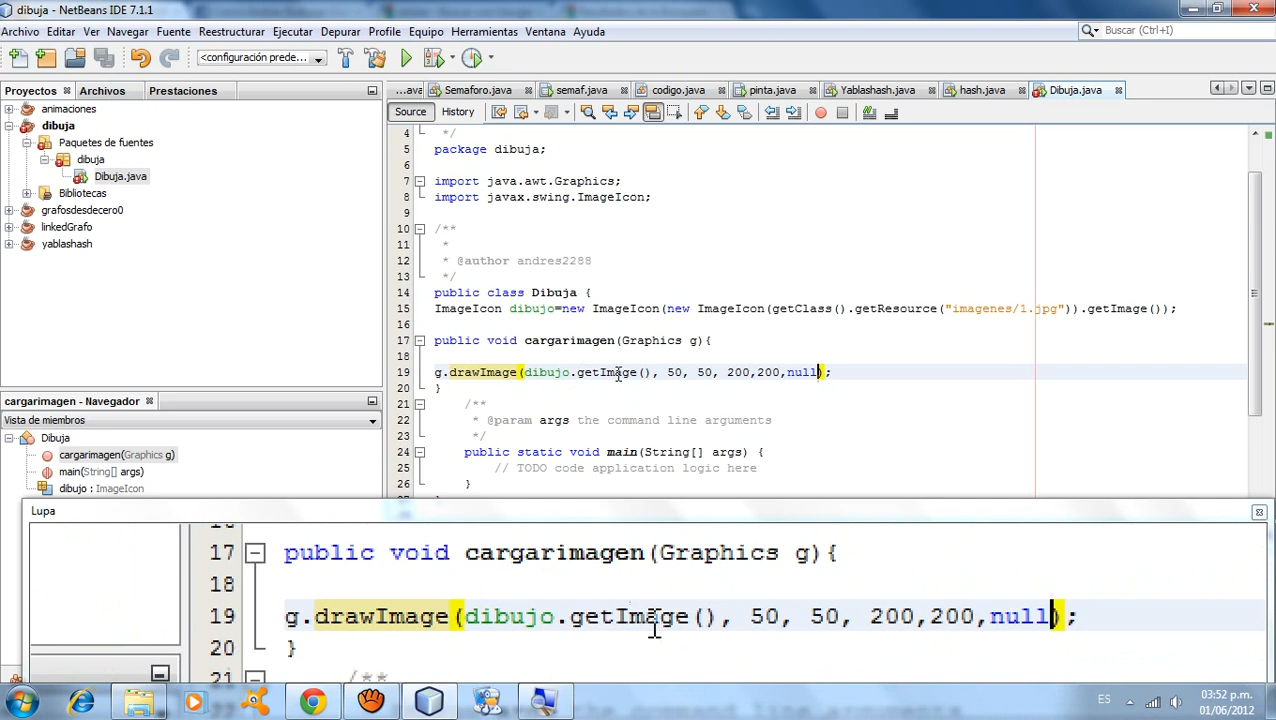 dibuja - NetBeans IDE 7.1.1
Archivo Editar Ver Navegar Fuente Reestructurar Ejecutar Depurar Profile Equipo Herramientas Ventana Ayuda
Buscar (Ctrl+I)
<configuración prede...
Proyectos Archivos Prestaciones
...ava Semaforo.java semaf.java codigo.java pinta.java Yablashash.java hash.java Dibuja.java
Source History
animaciones
dibuja
Paquetes de fuentes
dibuja
Dibuja.java
Bibliotecas
grafosdesdecero0
linkedGrafo
yablashash
4 */
5 package dibuja;
6
7 import java.awt.Graphics;
8 import javax.swing.ImageIcon;
9
10 /**
11 *
12 * @author andres2288
13 */
14 public class Dibuja {
15 ImageIcon dibujo=new ImageIcon(new ImageIcon(getClass().getResource("imagenes/1.jpg")).getImage());
16
17 public void cargarimagen(Graphics g){
18
19 g.drawImage(dibujo.getImage(), 50, 50, 200,200,null);
20 }
21 /**
22 * @param args the command line arguments
23 */
24 public static void main(String[] args) {
25 // TODO code application logic here
26 }
cargarimagen - Navegador
Vista de miembros
Dibuja
cargarimagen(Graphics g)
main(String[] args)
dibujo : ImageIcon
Lupa
17 public void cargarimagen(Graphics g){
18
19 g.drawImage(dibujo.getImage(), 50, 50, 200,200,null);
20 }
21 /**
ES
03:52 p.m.
01/06/2012